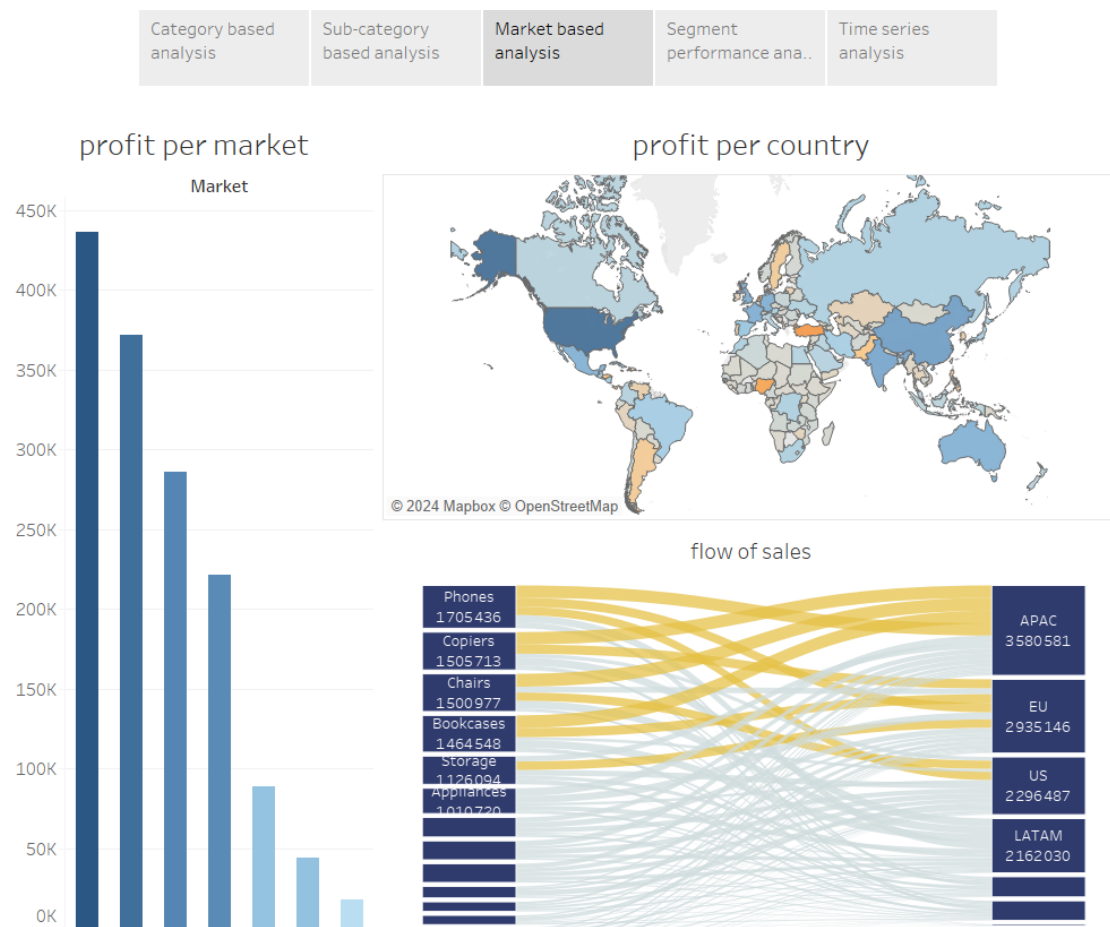 Category based
analysis
Sub-category
based analysis
Market based
analysis
Segment
performance ana..
Time series
analysis
profit per market
profit per country
Market
450K
400K
350K
300K
250K
200K
150K
100K
50K
0K
© 2024 Mapbox © OpenStreetMap
flow of sales
Phones
1705436
Copiers
1505713
Chairs
1500977
Bookcases
1464548
Storage
1126094
Appliances
1010720
APAC
3580581
EU
2935146
US
2296487
LATAM
2162030